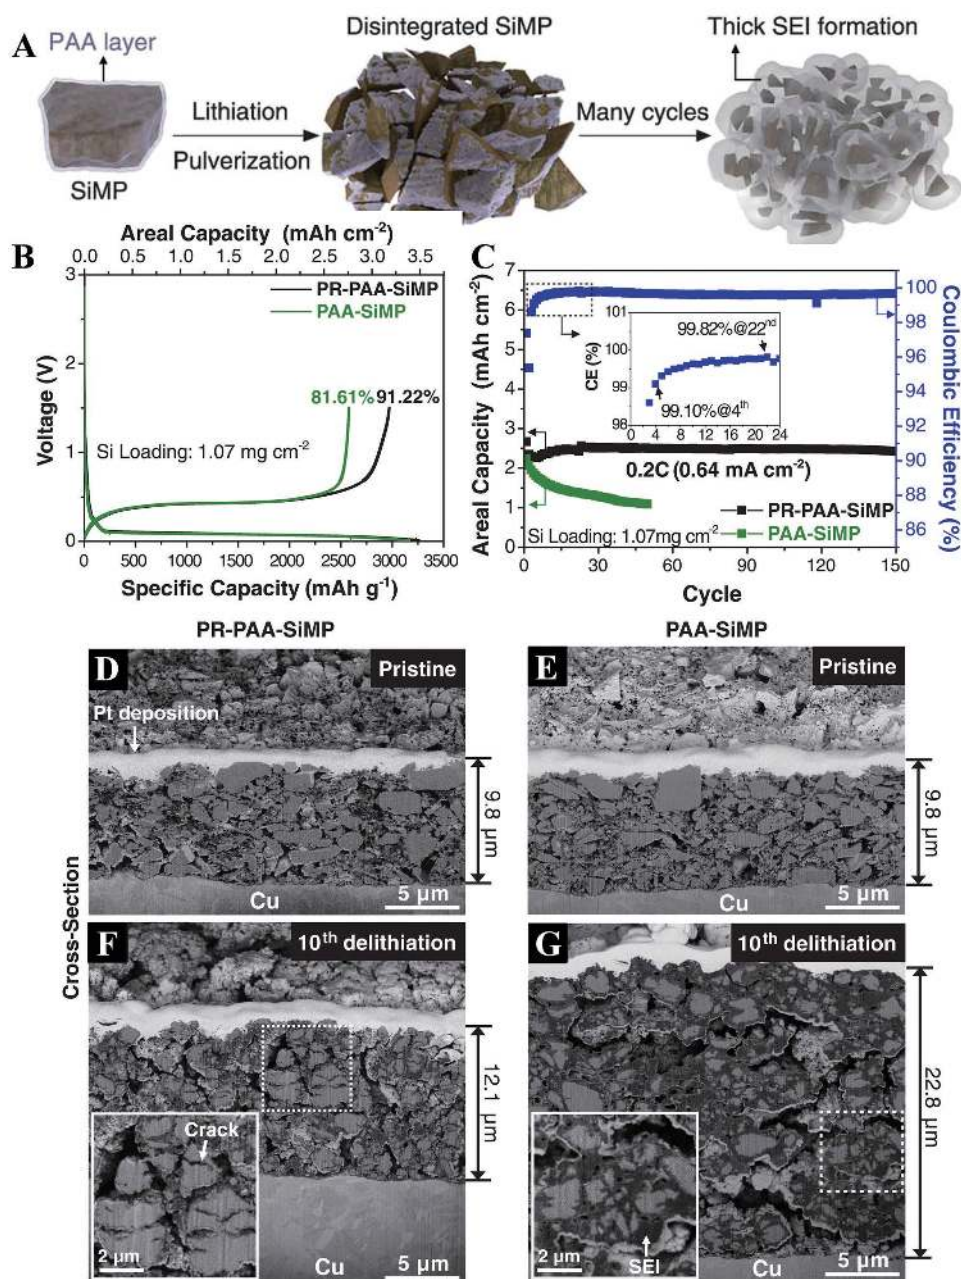 A
PAA layer
SiMP
Lithiation
Pulverization
Disintegrated SiMP
Many cycles
Thick SEI formation
B
Areal Capacity (mAh cm⁻²)
0.0 0.5 1.0 1.5 2.0 2.5 3.0 3.5
3
2
1
0
Voltage (V)
PR-PAA-SiMP
PAA-SiMP
81.61% 91.22%
Si Loading: 1.07 mg cm⁻²
0 500 1000 1500 2000 2500 3000 3500
Specific Capacity (mAh g⁻¹)
C
7
6
5
4
3
2
1
0
Areal Capacity (mAh cm⁻²)
100
98
96
94
92
90
88
86
Coulombic Efficiency (%)
101
100
99
98
CE (%)
99.82%@22ⁿᵈ
99.10%@4ᵗʰ
0 4 8 12 16 20 24
0.2C (0.64 mA cm⁻²)
PR-PAA-SiMP
PAA-SiMP
Si Loading: 1.07mg cm⁻²
0 30 60 90 120 150
Cycle
PR-PAA-SiMP
PAA-SiMP
Cross-Section
D
Pristine
Pt deposition
9.8 μm
Cu
5 μm
E
Pristine
9.8 μm
Cu
5 μm
F
10ᵗʰ delithiation
12.1 μm
Crack
2 μm
Cu
5 μm
G
10ᵗʰ delithiation
22.8 μm
SEI
2 μm
Cu
5 μm